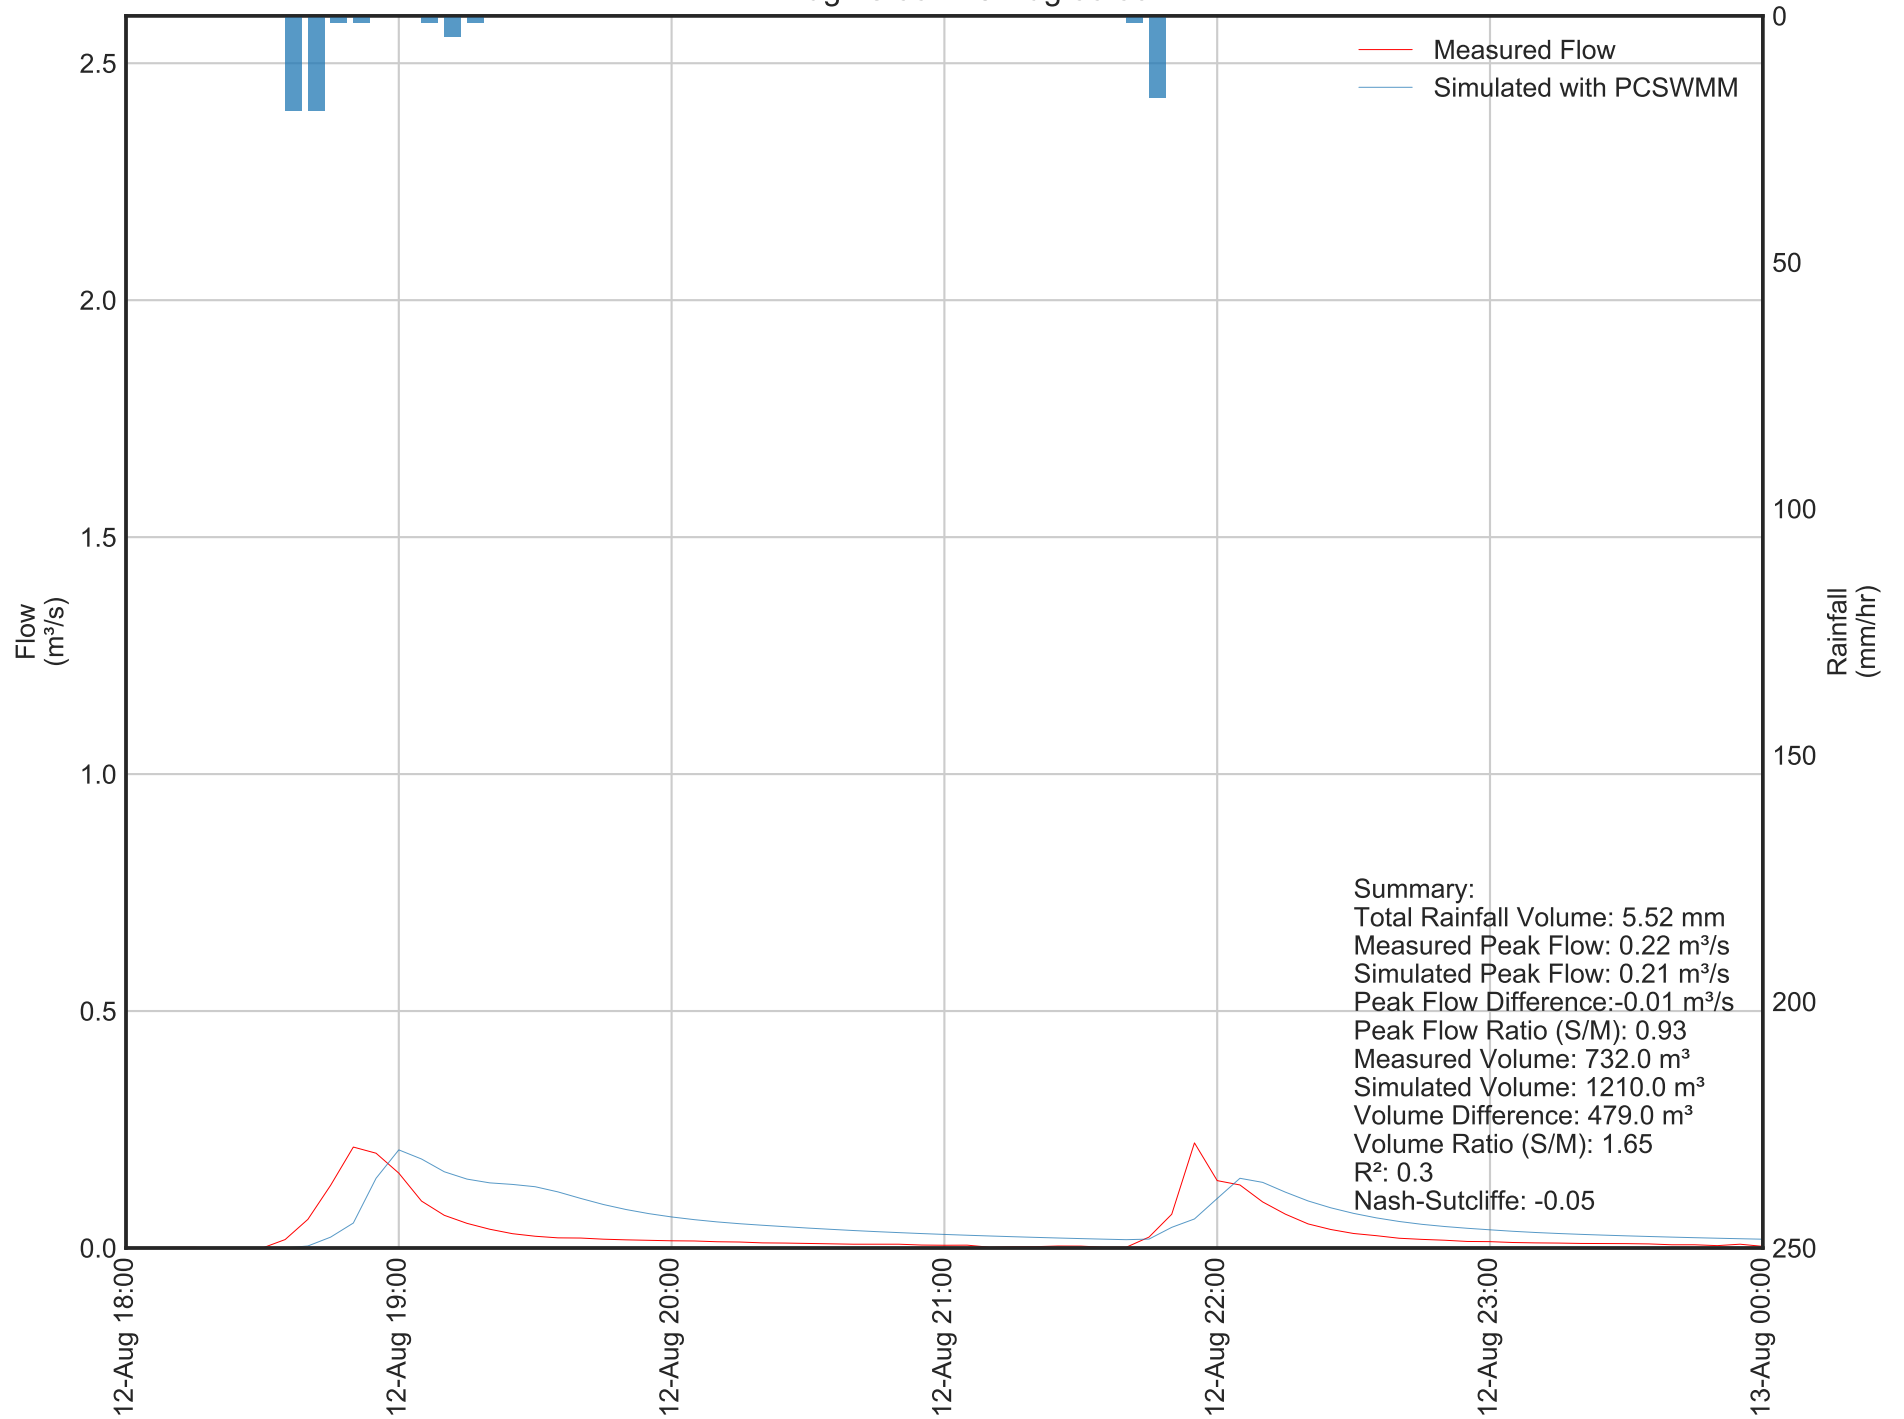 0
Measured Flow
Simulated with PCSWMM
2.5
2.0
1.5
1.0
0.5
0.0
Flow
(m³/s)
50
100
150
200
250
Rainfall
(mm/hr)
Summary:
Total Rainfall Volume: 5.52 mm
Measured Peak Flow: 0.22 m³/s
Simulated Peak Flow: 0.21 m³/s
Peak Flow Difference:-0.01 m³/s
Peak Flow Ratio (S/M): 0.93
Measured Volume: 732.0 m³
Simulated Volume: 1210.0 m³
Volume Difference: 479.0 m³
Volume Ratio (S/M): 1.65
R²: 0.3
Nash-Sutcliffe: -0.05
12-Aug 18:00
12-Aug 19:00
12-Aug 20:00
12-Aug 21:00
12-Aug 22:00
12-Aug 23:00
13-Aug 00:00